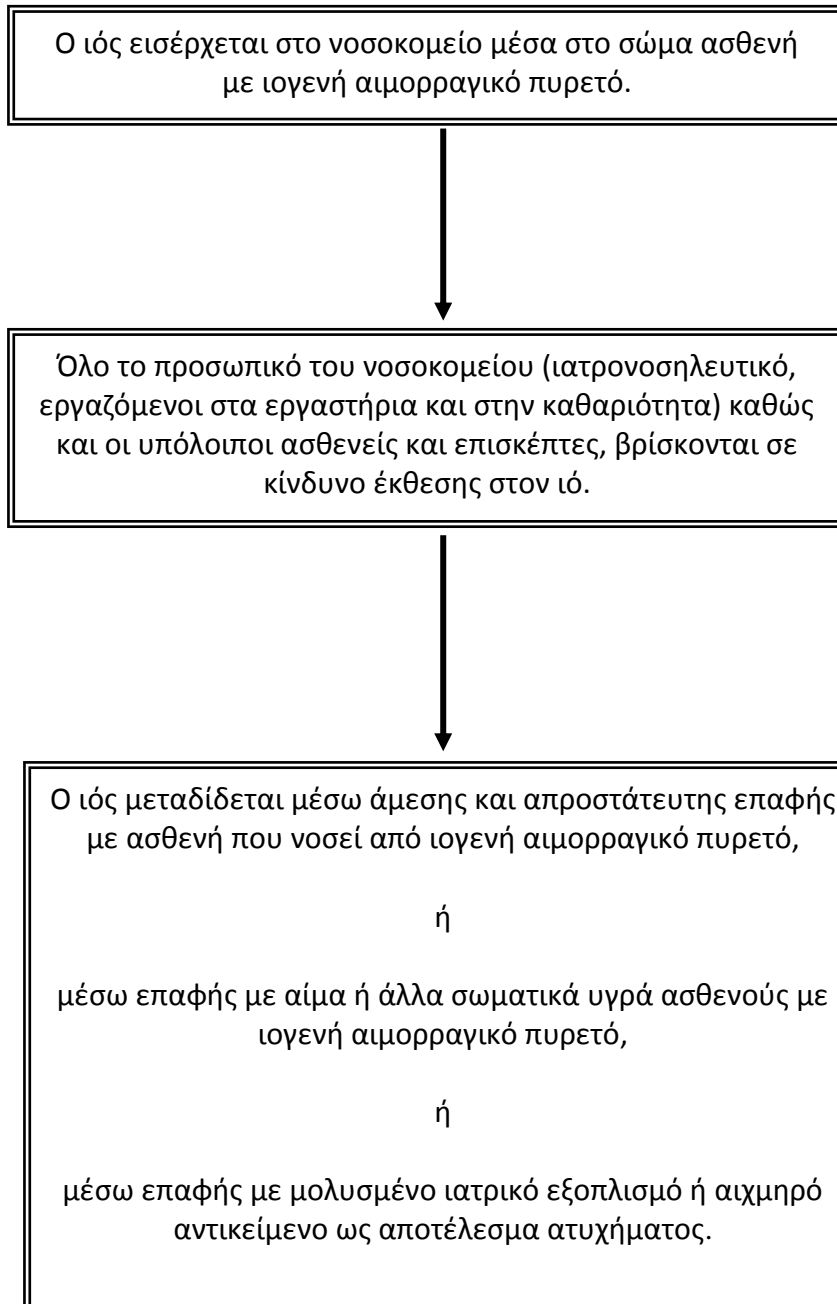 Ο ιός εισέρχεται στο νοσοκομείο μέσα στο σώμα ασθενή
με ιογενή αιμορραγικό πυρετό.
Όλο το προσωπικό του νοσοκομείου (ιατρονοσηλευτικό,
εργαζόμενοι στα εργαστήρια και στην καθαριότητα) καθώς
και οι υπόλοιποι ασθενείς και επισκέπτες, βρίσκονται σε
κίνδυνο έκθεσης στον ιό.
Ο ιός μεταδίδεται μέσω άμεσης και απροστάτευτης επαφής
με ασθενή που νοσεί από ιογενή αιμορραγικό πυρετό,
ή
μέσω επαφής με αίμα ή άλλα σωματικά υγρά ασθενούς με
ιογενή αιμορραγικό πυρετό,
ή
μέσω επαφής με μολυσμένο ιατρικό εξοπλισμό ή αιχμηρό
αντικείμενο ως αποτέλεσμα ατυχήματος.